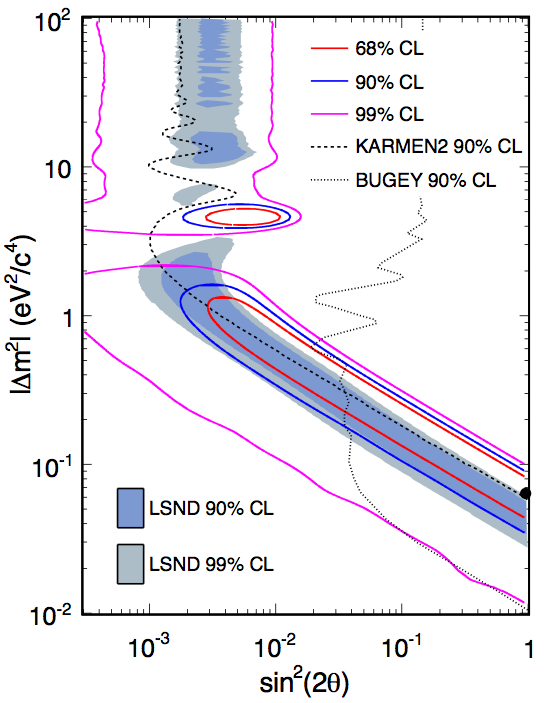 10²
10
1
10⁻¹
10⁻²
|Δm²| (eV²/c⁴)
68% CL
90% CL
99% CL
KARMEN2 90% CL
BUGEY 90% CL
LSND 90% CL
LSND 99% CL
10⁻³
10⁻²
10⁻¹
1
sin²(2θ)